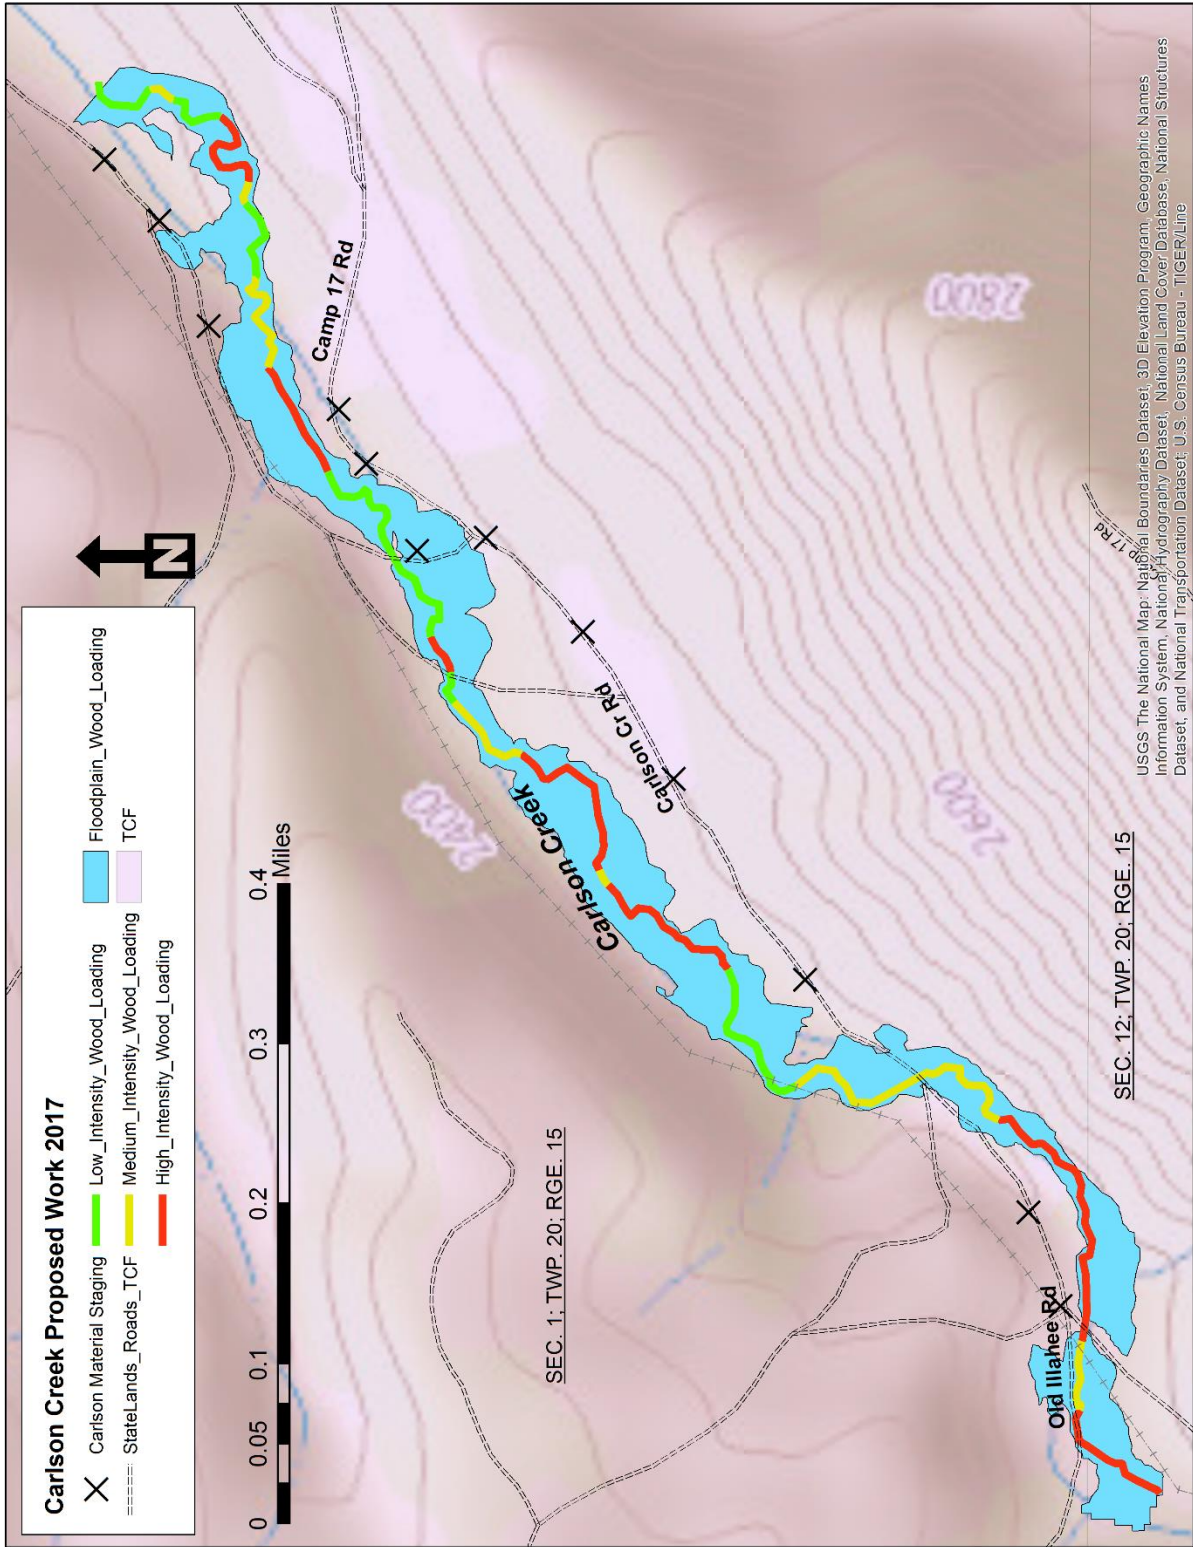 Carlson Creek Proposed Work 2017
Carlson Material Staging
StateLands_Roads_TCF
Low_Intensity_Wood_Loading
Medium_Intensity_Wood_Loading
High_Intensity_Wood_Loading
Floodplain_Wood_Loading
TCF
N
0 0.05 0.1 0.2 0.3 0.4
Miles
Camp 17 Rd
2400
Carlson Creek
Carlson Cr Rd
2800
2600
SEC. 1; TWP. 20; RGE. 15
Old Illahee Rd
SEC. 12; TWP. 20; RGE. 15
17 Rd
USGS The National Map: National Boundaries Dataset, 3D Elevation Program, Geographic Names
Information System, National Hydrography Dataset, National Land Cover Database, National Structures
Dataset, and National Transportation Dataset; U.S. Census Bureau - TIGER/Line